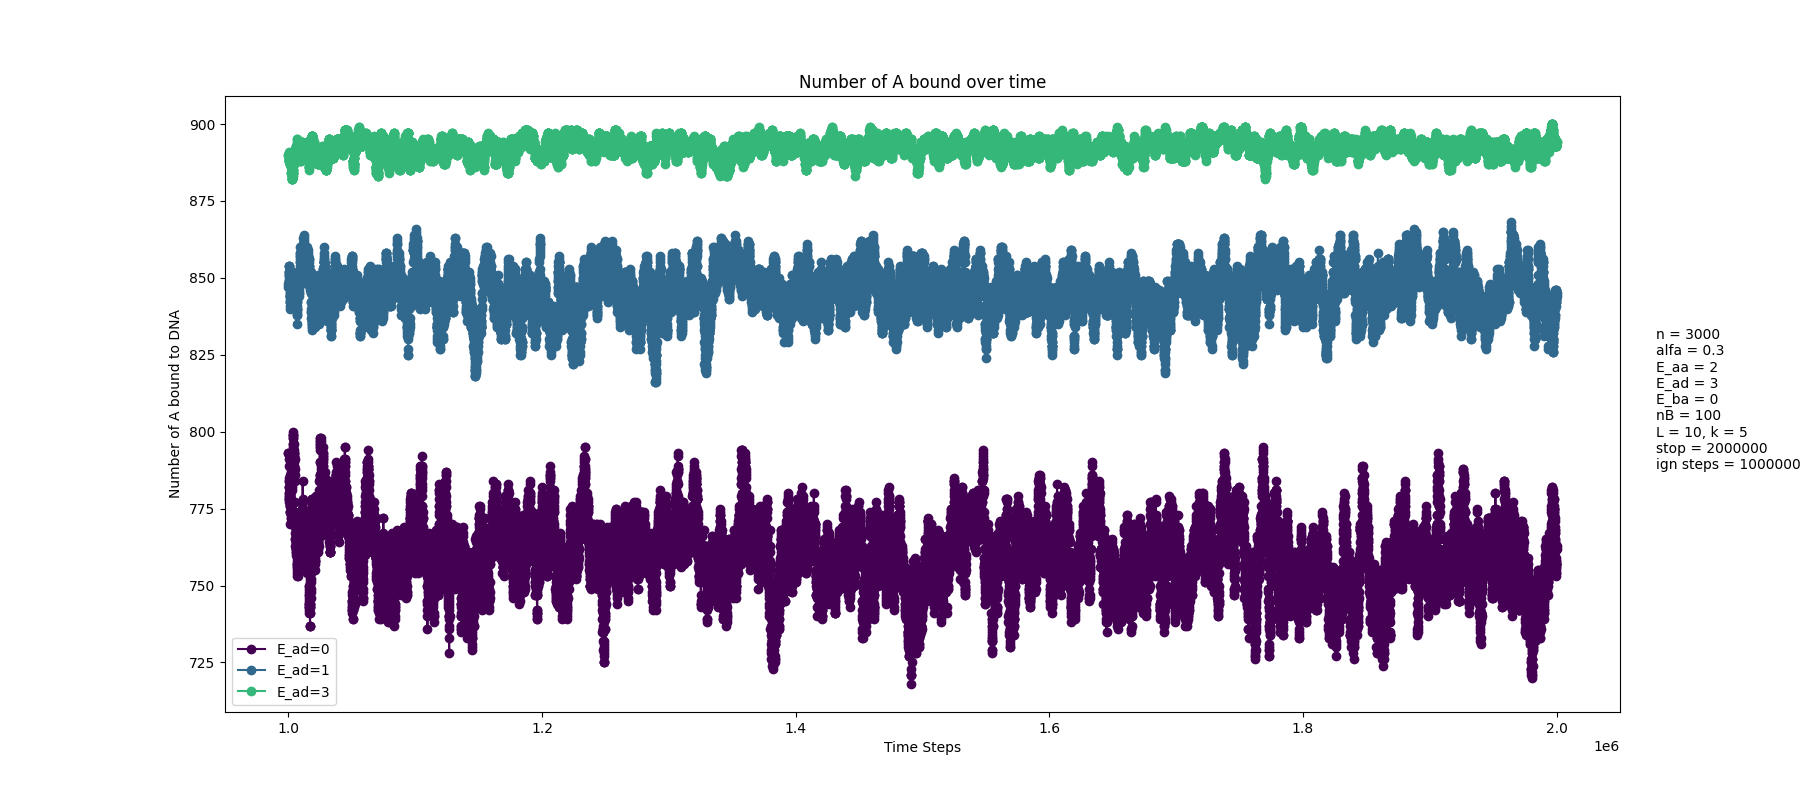 Number of A bound over time
Number of A bound to DNA
900
875
850
825
800
775
750
725
E_ad=0
E_ad=1
E_ad=3
1.0
1.2
1.4
1.6
1.8
2.0
1e6
Time Steps
n = 3000
alfa = 0.3
E_aa = 2
E_ad = 3
E_ba = 0
nB = 100
L = 10, k = 5
stop = 2000000
ign steps = 1000000